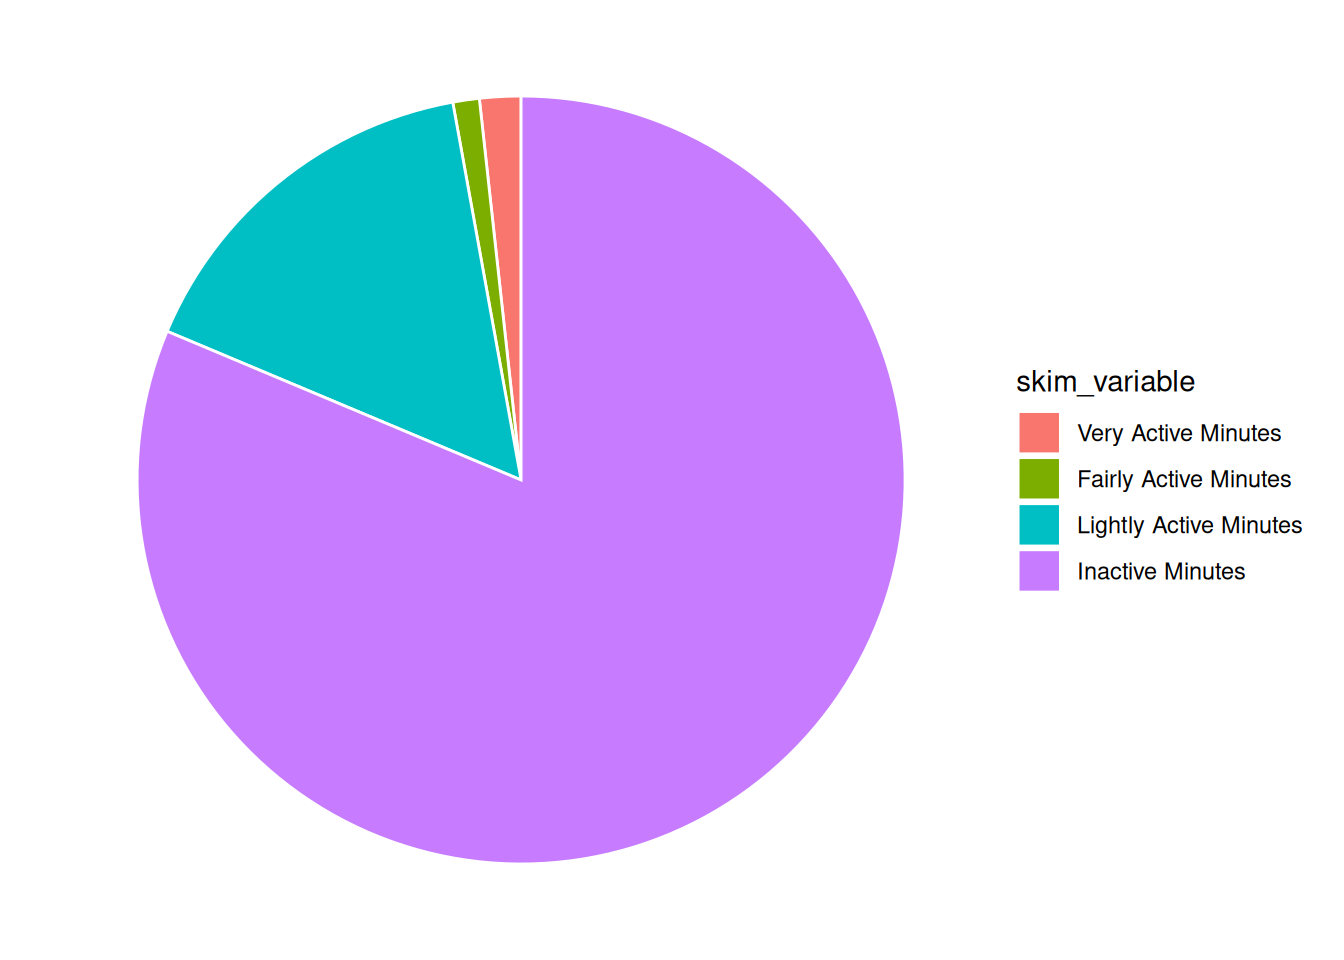 skim_variable
Very Active Minutes
Fairly Active Minutes
Lightly Active Minutes
Inactive Minutes